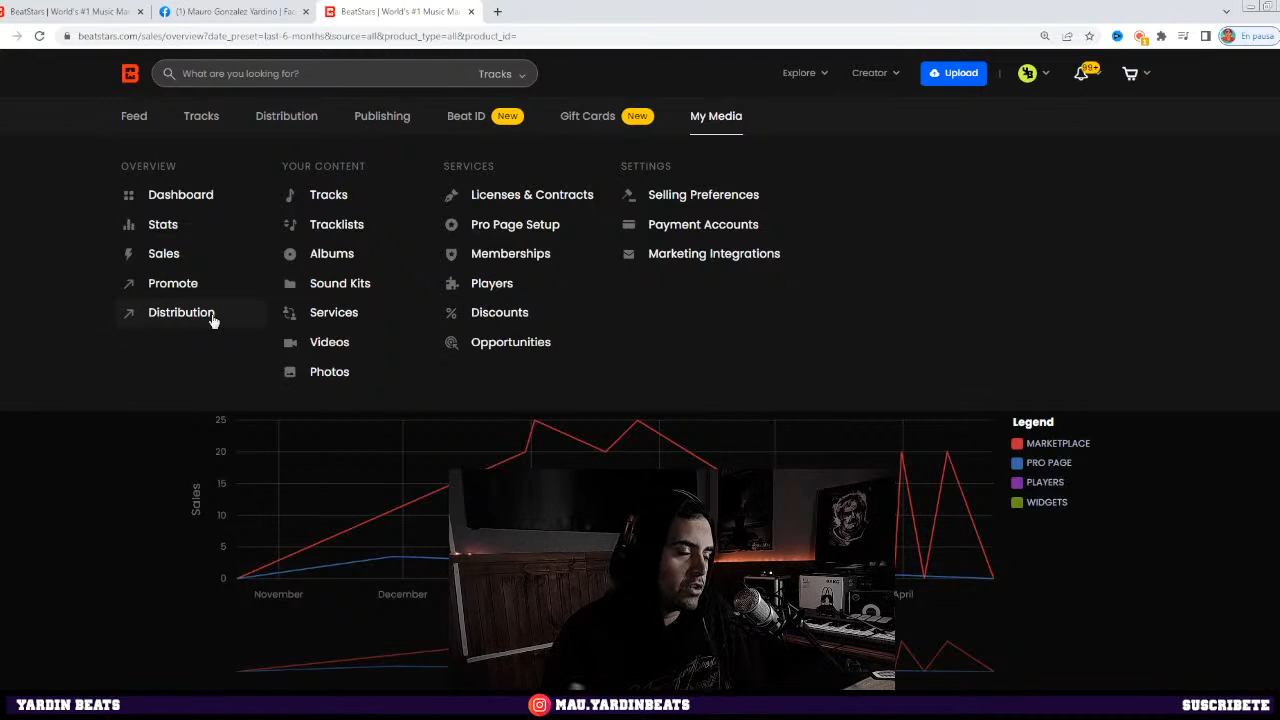 BeatStars | World's #1 Music Mar
(1) Mauro Gonzalez Yardino | Fac
BeatStars | World's #1 Music Man
beatstars.com/sales/overview?date_preset=last-6-months&source=all&product_type=all&product_id=
En pausa
What are you looking for?
Tracks
Explore
Creator
Upload
YB
99+
Feed
Tracks
Distribution
Publishing
Beat ID
New
Gift Cards
New
My Media
OVERVIEW
Dashboard
Stats
Sales
Promote
Distribution
YOUR CONTENT
Tracks
Tracklists
Albums
Sound Kits
Services
Videos
Photos
SERVICES
Licenses & Contracts
Pro Page Setup
Memberships
Players
Discounts
Opportunities
SETTINGS
Selling Preferences
Payment Accounts
Marketing Integrations
25
20
15
10
5
0
Sales
November
December
April
Legend
MARKETPLACE
PRO PAGE
PLAYERS
WIDGETS
YARDIN BEATS
MAU.YARDINBEATS
SUSCRIBETE